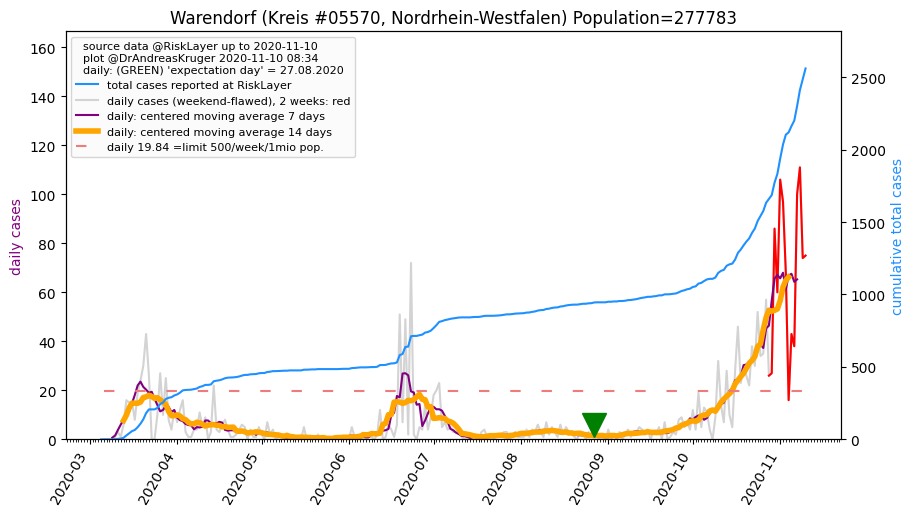 Warendorf (Kreis #05570, Nordrhein-Westfalen) Population=277783
source data @RiskLayer up to 2020-11-10
plot @DrAndreasKruger 2020-11-10 08:34
daily: (GREEN) 'expectation day' = 27.08.2020
total cases reported at RiskLayer
daily cases (weekend-flawed), 2 weeks: red
daily: centered moving average 7 days
daily: centered moving average 14 days
daily 19.84 =limit 500/week/1mio pop.
daily cases
160
140
120
100
80
60
40
20
0
2500
2000
1500
1000
500
0
cumulative total cases
2020-03
2020-04
2020-05
2020-06
2020-07
2020-08
2020-09
2020-10
2020-11